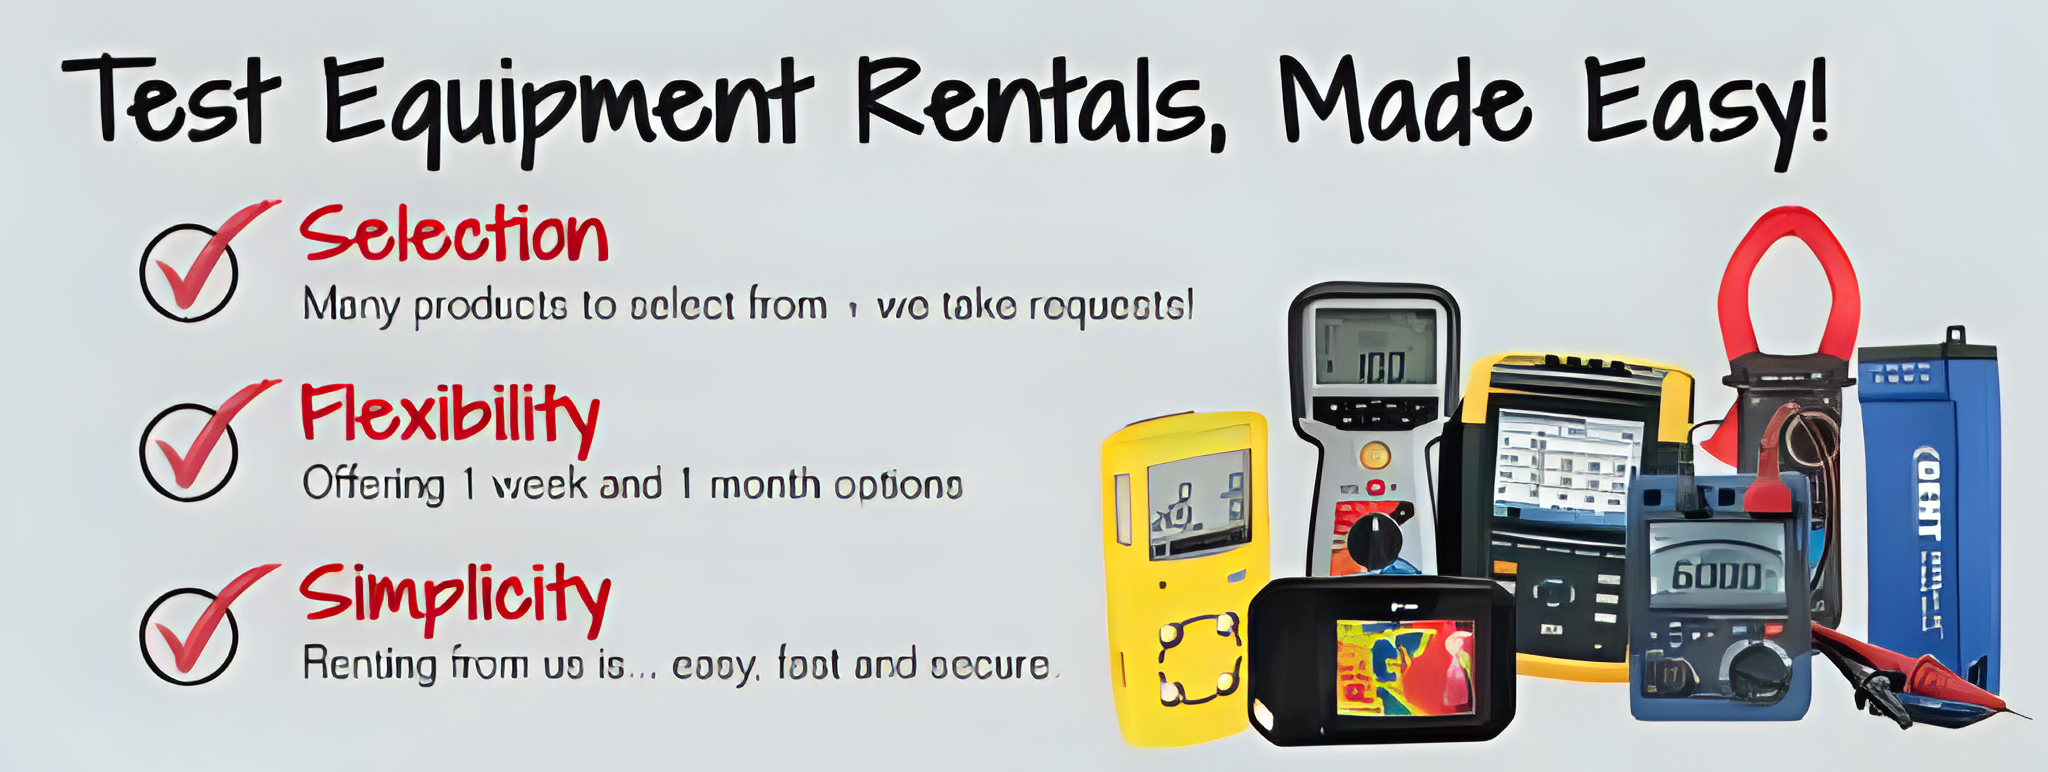 Test Equipment Rentals, Made Easy!
Selection
Many products to select from - we take requests!
Flexibility
Offering 1 week and 1 month options
Simplicity
Renting from us is... easy, fast and secure.
6000